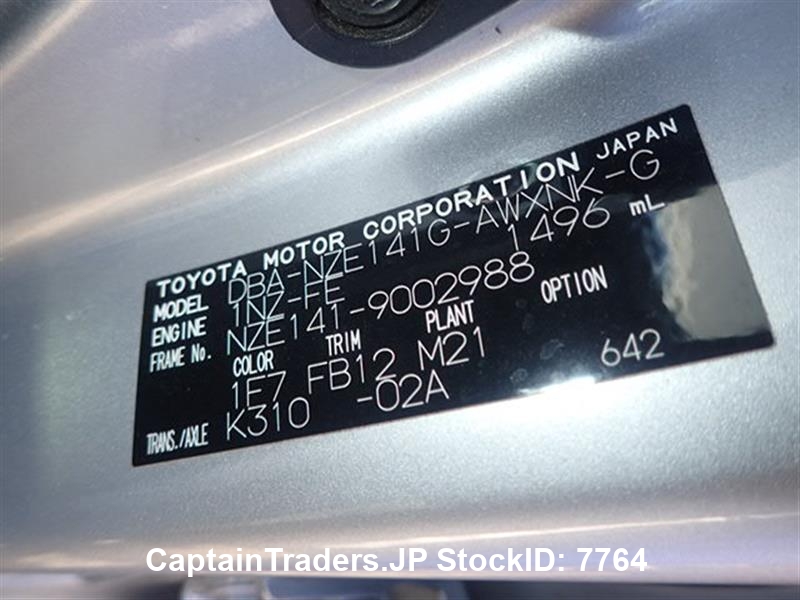 TOYOTA MOTOR CORPORATION JAPAN
MODEL DBA-NZE141G-AWXNK-G
ENGINE 1NZ-FE 1496 mL
FRAME No. NZE141-9002988
COLOR TRIM PLANT OPTION
1E7 FB12 M21 642
TRANS./AXLE K310 -02A
CaptainTraders.JP StockID: 7764